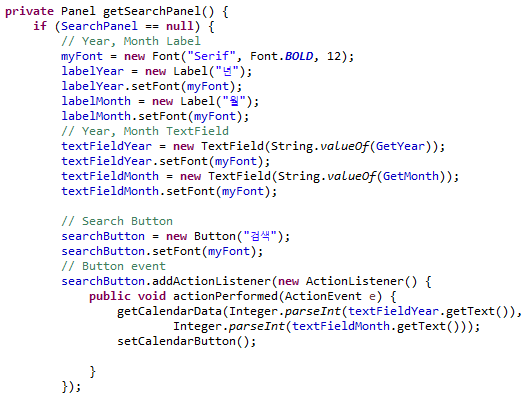 private Panel getSearchPanel() {
    if (SearchPanel == null) {
        // Year, Month Label
        myFont = new Font("Serif", Font.BOLD, 12);
        labelYear = new Label("년");
        labelYear.setFont(myFont);
        labelMonth = new Label("월");
        labelMonth.setFont(myFont);
        // Year, Month TextField
        textFieldYear = new TextField(String.valueOf(GetYear));
        textFieldYear.setFont(myFont);
        textFieldMonth = new TextField(String.valueOf(GetMonth));
        textFieldMonth.setFont(myFont);

        // Search Button
        searchButton = new Button("검색");
        searchButton.setFont(myFont);
        // Button event
        searchButton.addActionListener(new ActionListener() {
            public void actionPerformed(ActionEvent e) {
                getCalendarData(Integer.parseInt(textFieldYear.getText()),
                        Integer.parseInt(textFieldMonth.getText()));
                setCalendarButton();

            }
        });